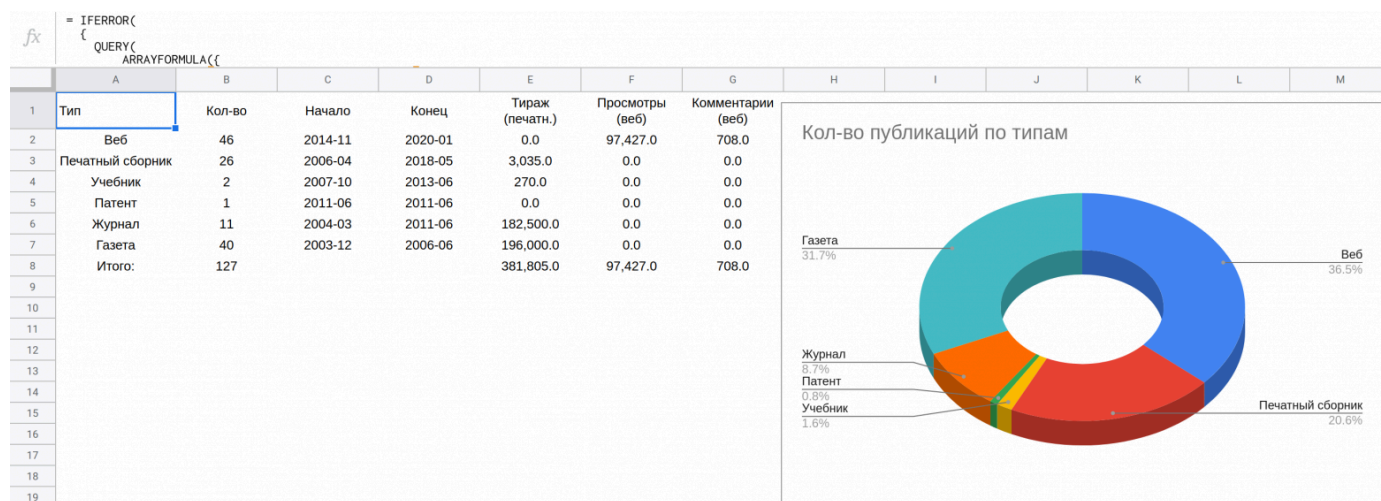 fx
= IFERROR(
{
QUERY(
ARRAYFORMULA({
A B C D E F G H I J K L M
1 Тип Кол-во Начало Конец Тираж (печатн.) Просмотры (веб) Комментарии (веб)
2 Веб 46 2014-11 2020-01 0.0 97,427.0 708.0
3 Печатный сборник 26 2006-04 2018-05 3,035.0 0.0 0.0
4 Учебник 2 2007-10 2013-06 270.0 0.0 0.0
5 Патент 1 2011-06 2011-06 0.0 0.0 0.0
6 Журнал 11 2004-03 2011-06 182,500.0 0.0 0.0
7 Газета 40 2003-12 2006-06 196,000.0 0.0 0.0
8 Итого: 127 381,805.0 97,427.0 708.0
9
10
11
12
13
14
15
16
17
18
19
Кол-во публикаций по типам
Газета
31.7%
Веб
36.5%
Журнал
8.7%
Патент
0.8%
Учебник
1.6%
Печатный сборник
20.6%